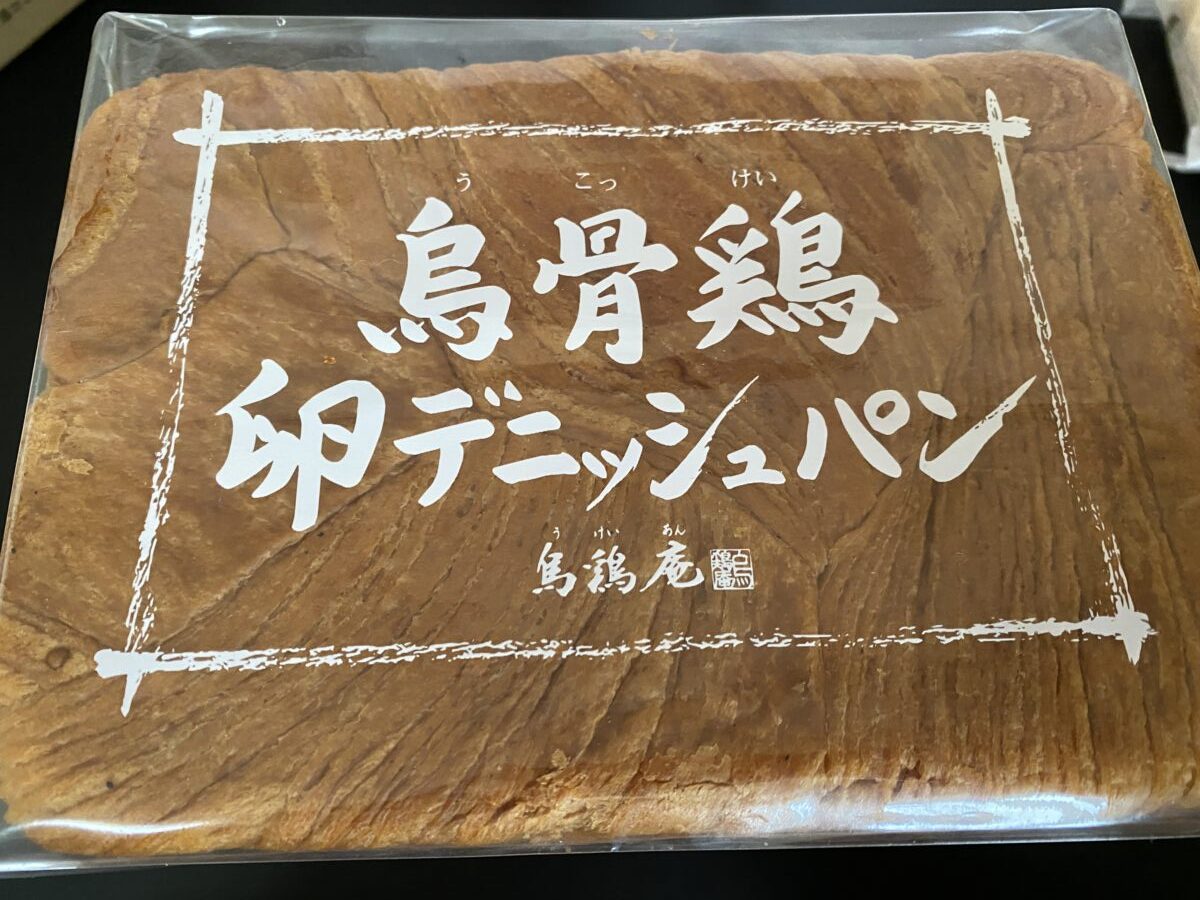 う こっ けい
烏骨鶏
卵デニッシュパン
う けい あん
烏鶏庵